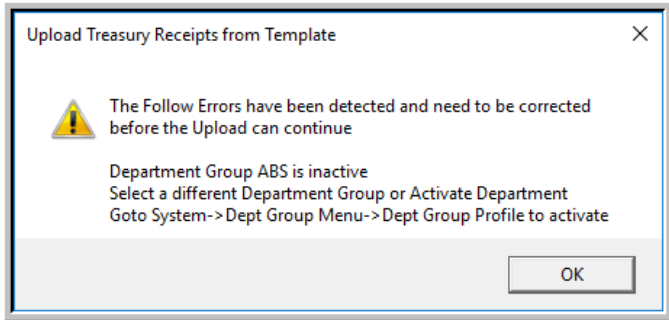 Upload Treasury Receipts from Template
The Follow Errors have been detected and need to be corrected
before the Upload can continue
Department Group ABS is inactive
Select a different Department Group or Activate Department
Goto System->Dept Group Menu->Dept Group Profile to activate
OK